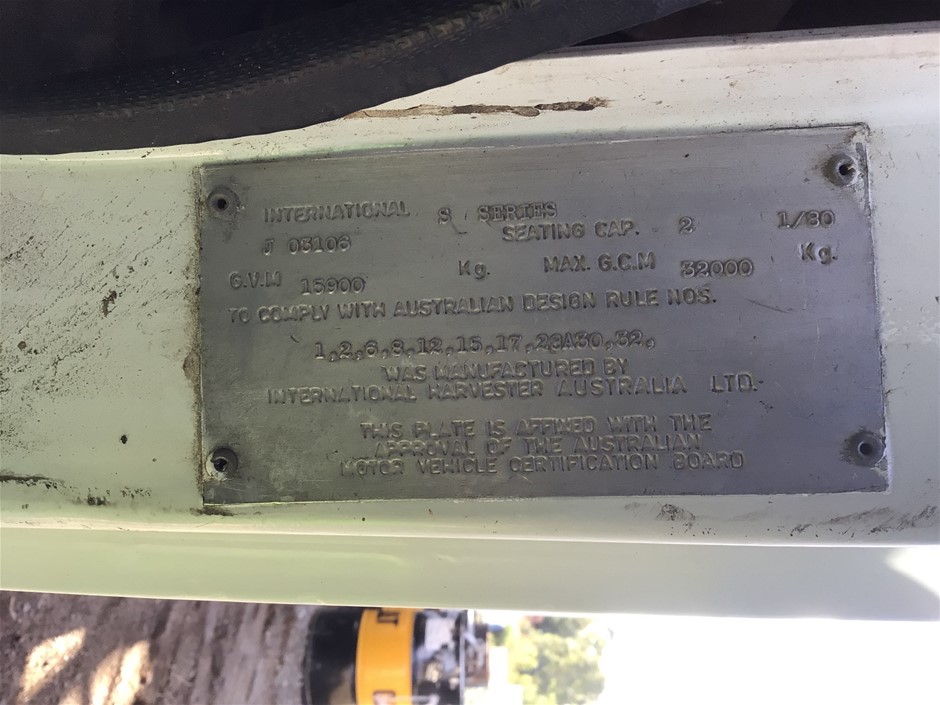 INTERNATIONAL S SERIES 1/80
J 03106 SEATING CAP. 2
G.V.M 15900 Kg. MAX. G.C.M 32000 Kg.
TO COMPLY WITH AUSTRALIAN DESIGN RULE NOS.
1,2,6,8,12,15,17,28A30,32,
WAS MANUFACTURED BY
INTERNATIONAL HARVESTER AUSTRALIA LTD.
THIS PLATE IS AFFIXED WITH THE
APPROVAL OF THE AUSTRALIAN
MOTOR VEHICLE CERTIFICATION BOARD